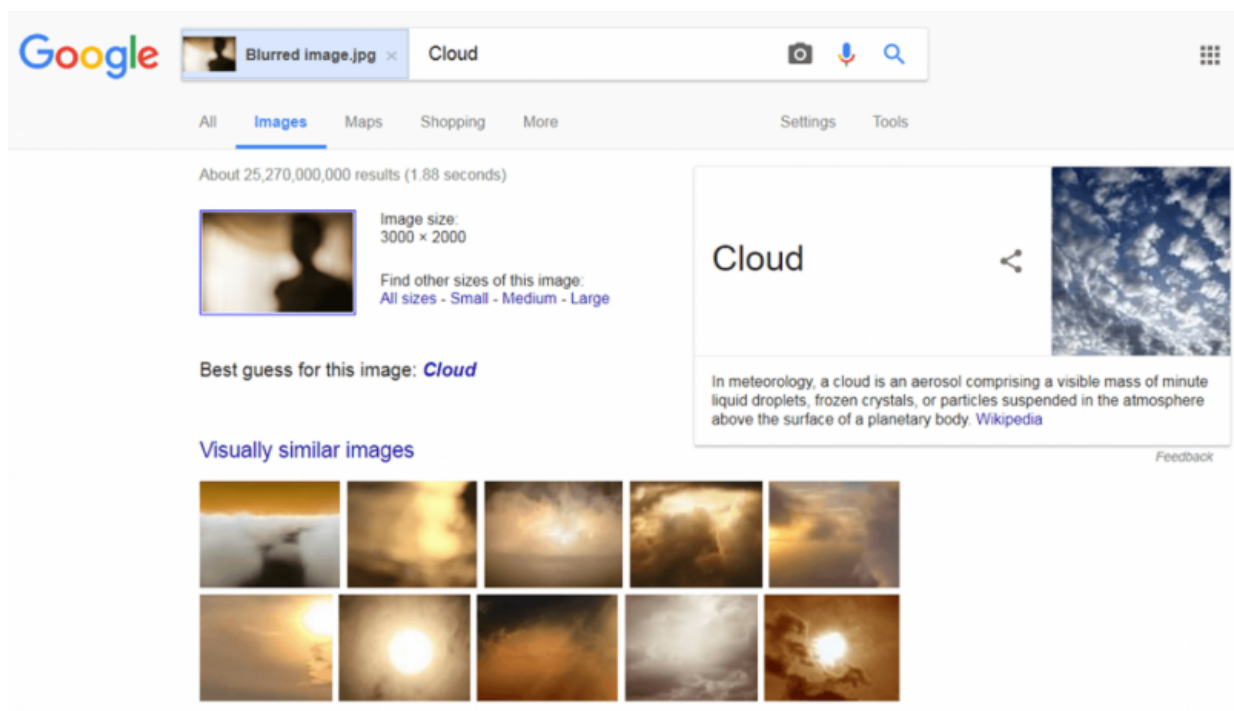 Google
Blurred image.jpg × Cloud
All Images Maps Shopping More Settings Tools
About 25,270,000,000 results (1.88 seconds)
Image size:
3000 × 2000
Find other sizes of this image:
All sizes - Small - Medium - Large
Best guess for this image: Cloud
Cloud
In meteorology, a cloud is an aerosol comprising a visible mass of minute
liquid droplets, frozen crystals, or particles suspended in the atmosphere
above the surface of a planetary body. Wikipedia
Feedback
Visually similar images